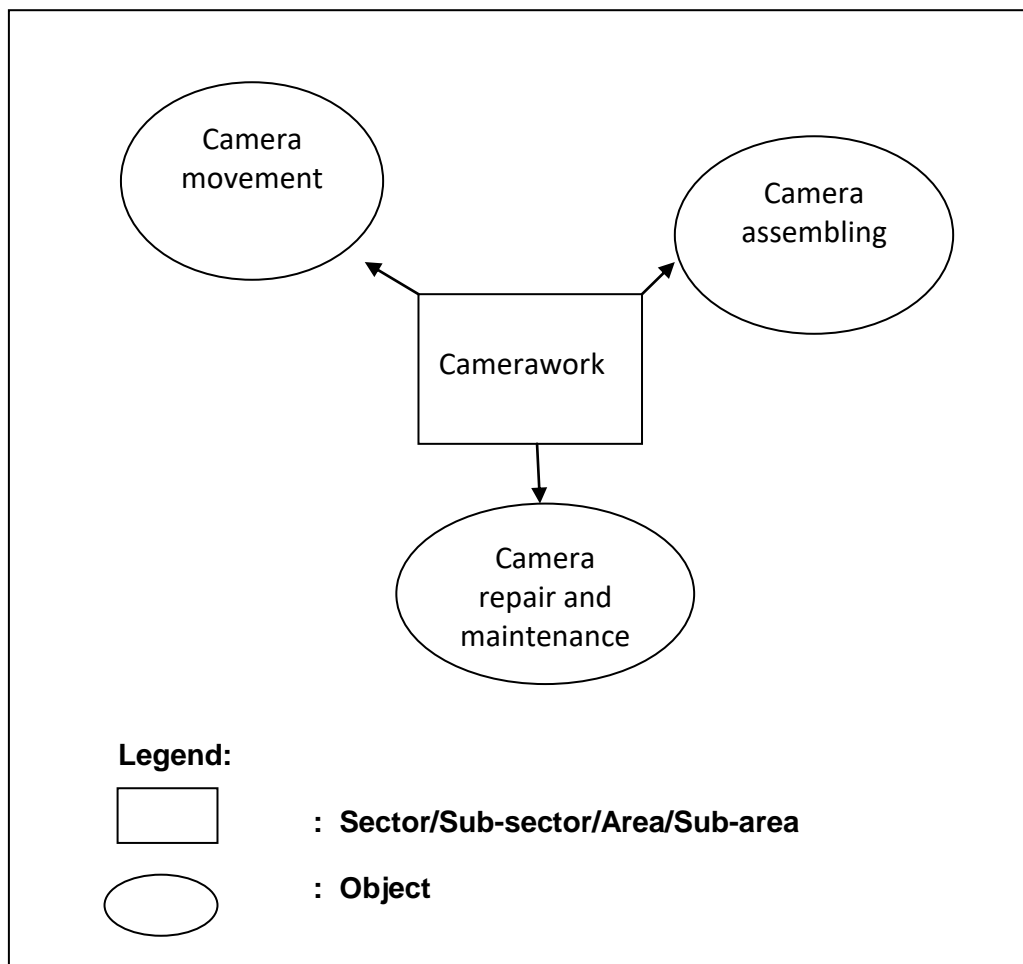 Camera
movement
Camera
assembling
Camerawork
Camera
repair and
maintenance
Legend:
: Sector/Sub-sector/Area/Sub-area
: Object